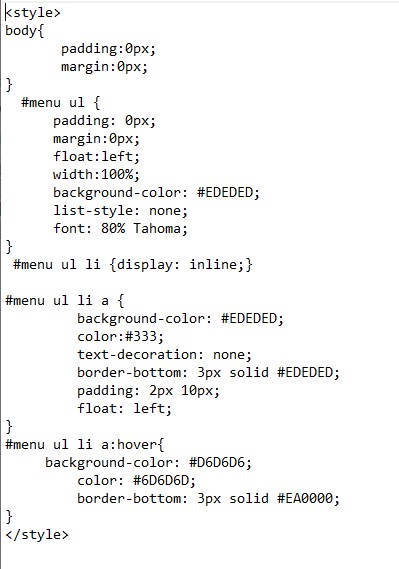 <style>
body{
padding:0px;
margin:0px;
}
#menu ul {
padding: 0px;
margin:0px;
float:left;
width:100%;
background-color: #EDEDED;
list-style: none;
font: 80% Tahoma;
}
#menu ul li {display: inline;}
#menu ul li a {
background-color: #EDEDED;
color:#333;
text-decoration: none;
border-bottom: 3px solid #EDEDED;
padding: 2px 10px;
float: left;
}
#menu ul li a:hover{
background-color: #D6D6D6;
color: #6D6D6D;
border-bottom: 3px solid #EA0000;
}
</style>